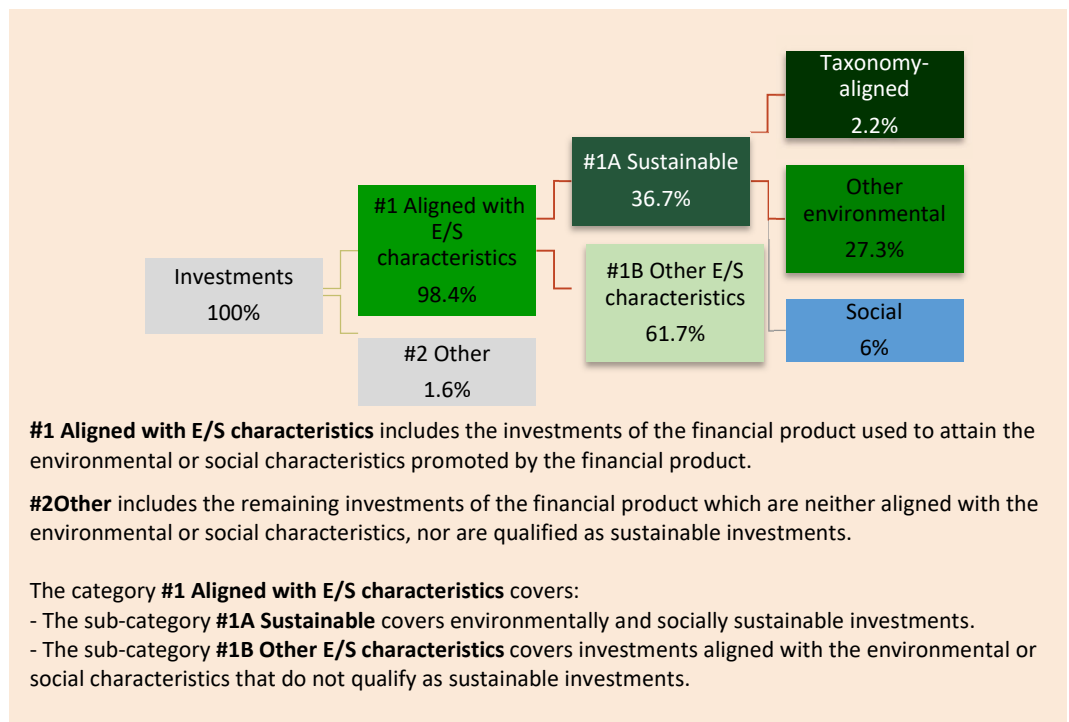 Taxonomy-
aligned
2.2%
#1A Sustainable
36.7%
Other
environmental
27.3%
#1 Aligned with
E/S
characteristics
98.4%
#1B Other E/S
characteristics
61.7%
Investments
100%
Social
6%
#2 Other
1.6%
#1 Aligned with E/S characteristics includes the investments of the financial product used to attain the
environmental or social characteristics promoted by the financial product.
#2Other includes the remaining investments of the financial product which are neither aligned with the
environmental or social characteristics, nor are qualified as sustainable investments.
The category #1 Aligned with E/S characteristics covers:
- The sub-category #1A Sustainable covers environmentally and socially sustainable investments.
- The sub-category #1B Other E/S characteristics covers investments aligned with the environmental or
social characteristics that do not qualify as sustainable investments.